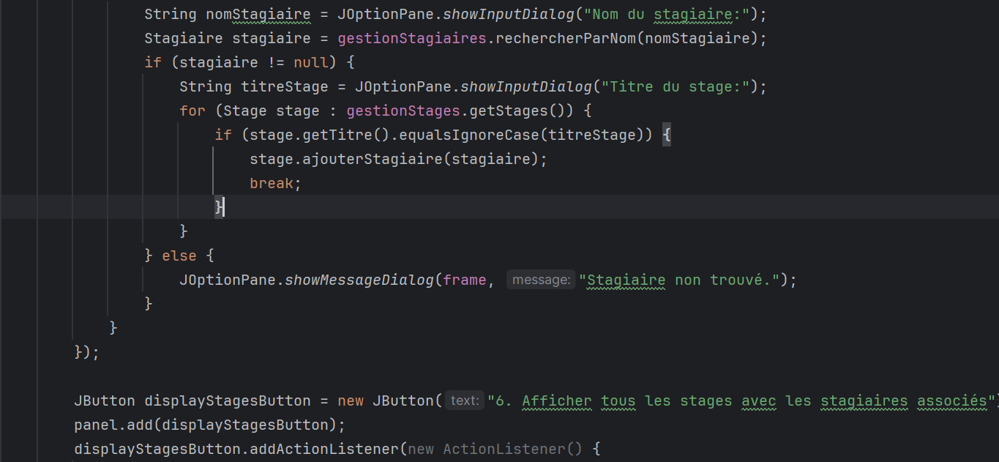 String nomStagiaire = JOptionPane.showInputDialog("Nom du stagiaire:");
Stagiaire stagiaire = gestionStagiaires.rechercherParNom(nomStagiaire);
if (stagiaire != null) {
String titreStage = JOptionPane.showInputDialog("Titre du stage:");
for (Stage stage : gestionStages.getStages()) {
if (stage.getTitre().equalsIgnoreCase(titreStage)) {
stage.ajouterStagiaire(stagiaire);
break;
}
}
} else {
JOptionPane.showMessageDialog(frame, message: "Stagiaire non trouvé.");
}
}
});
JButton displayStagesButton = new JButton( text: "6. Afficher tous les stages avec les stagiaires associés")
panel.add(displayStagesButton);
displayStagesButton.addActionListener(new ActionListener() {